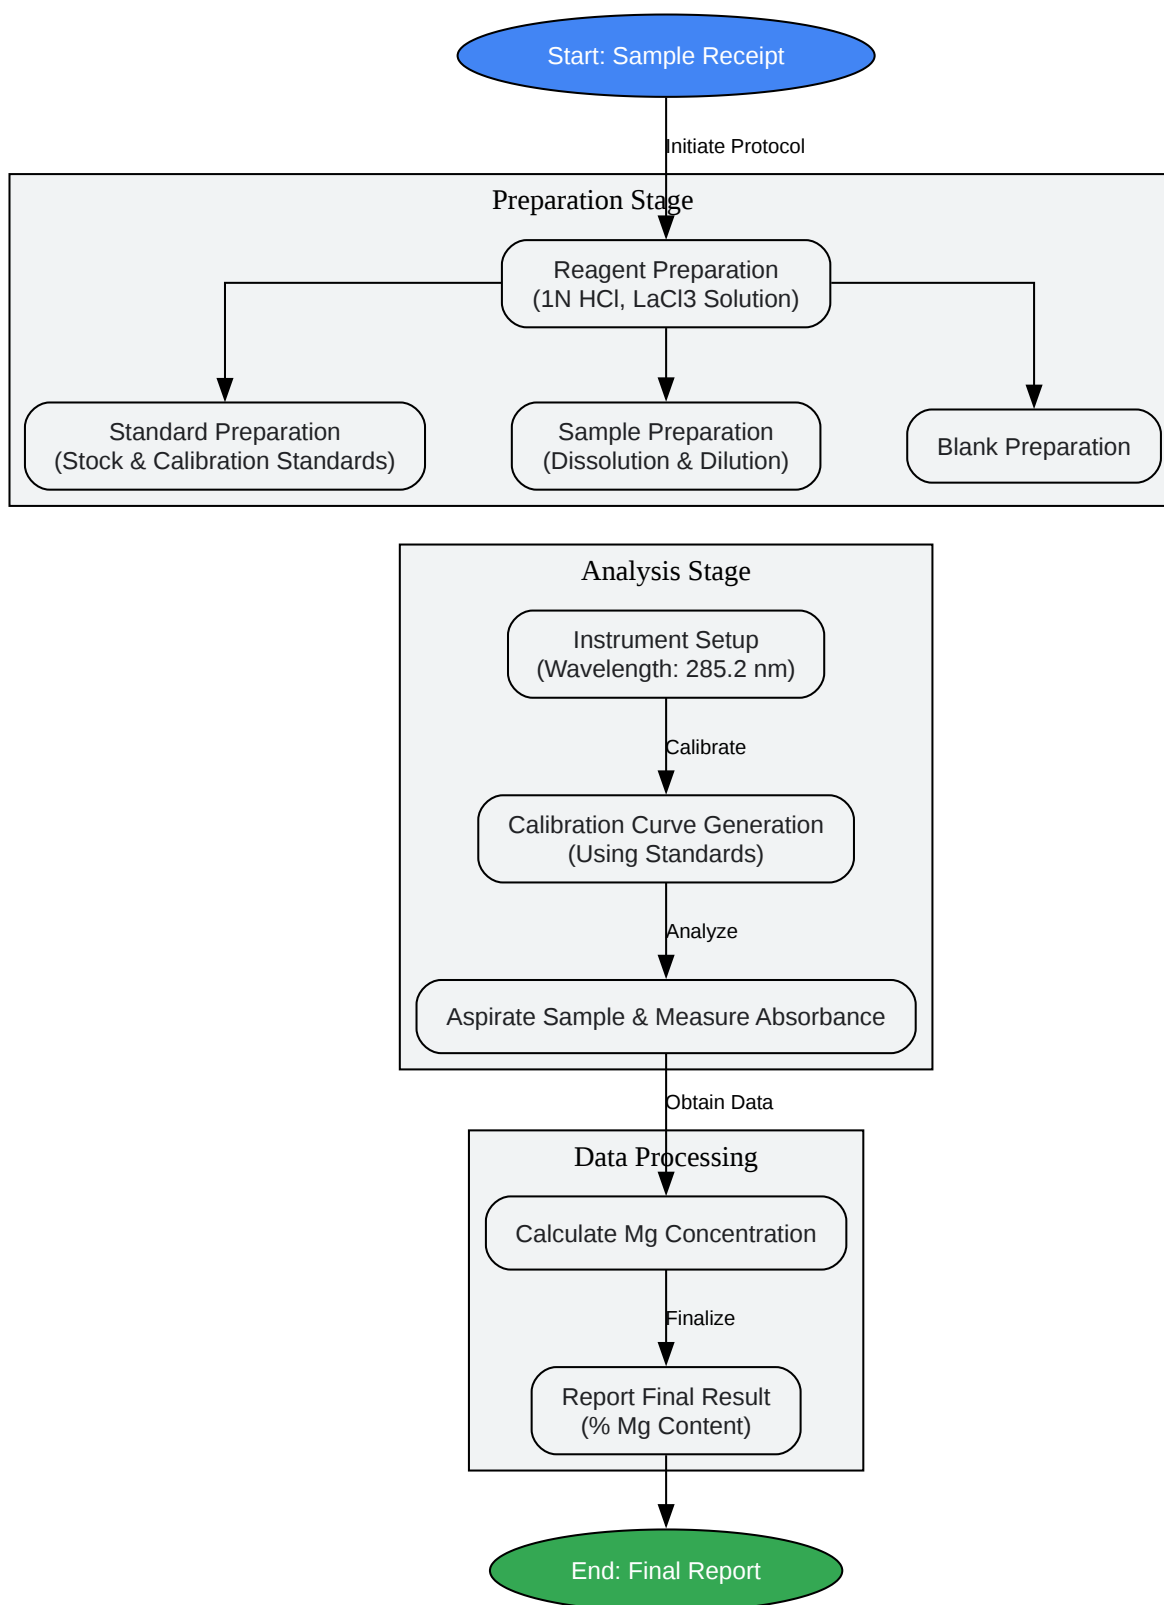 Start: Sample Receipt
Initiate Protocol
Preparation Stage
Reagent Preparation
(1N HCl, LaCl3 Solution)
Standard Preparation
(Stock & Calibration Standards)
Sample Preparation
(Dissolution & Dilution)
Blank Preparation
Analysis Stage
Instrument Setup
(Wavelength: 285.2 nm)
Calibrate
Calibration Curve Generation
(Using Standards)
Analyze
Aspirate Sample & Measure Absorbance
Obtain Data
Data Processing
Calculate Mg Concentration
Finalize
Report Final Result
(% Mg Content)
End: Final Report